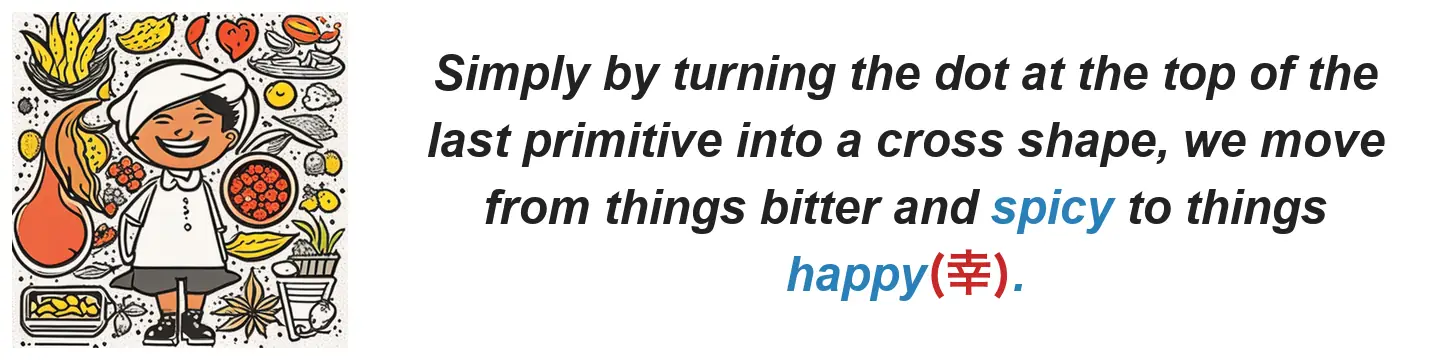 Simply by turning the dot at the top of the
last primitive into a cross shape, we move
from things bitter and spicy to things
happy(幸).